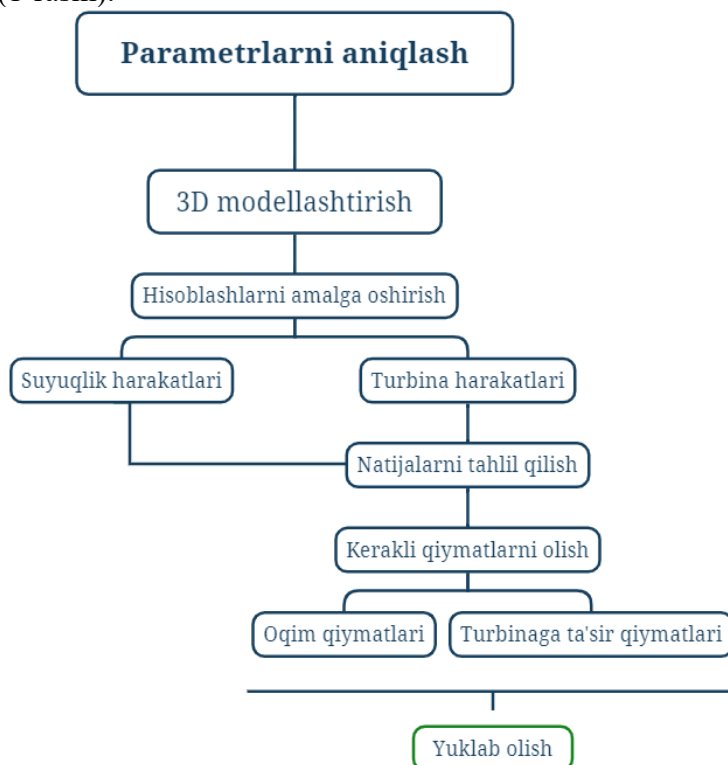 Parametrlarni aniqlash
3D modellashtirish
Hisoblashlarni amalga oshirish
Suyuqlik harakatlari
Turbina harakatlari
Natijalarni tahlil qilish
Kerakli qiymatlarni olish
Oqim qiymatlari
Turbinaga ta'sir qiymatlari
Yuklab olish